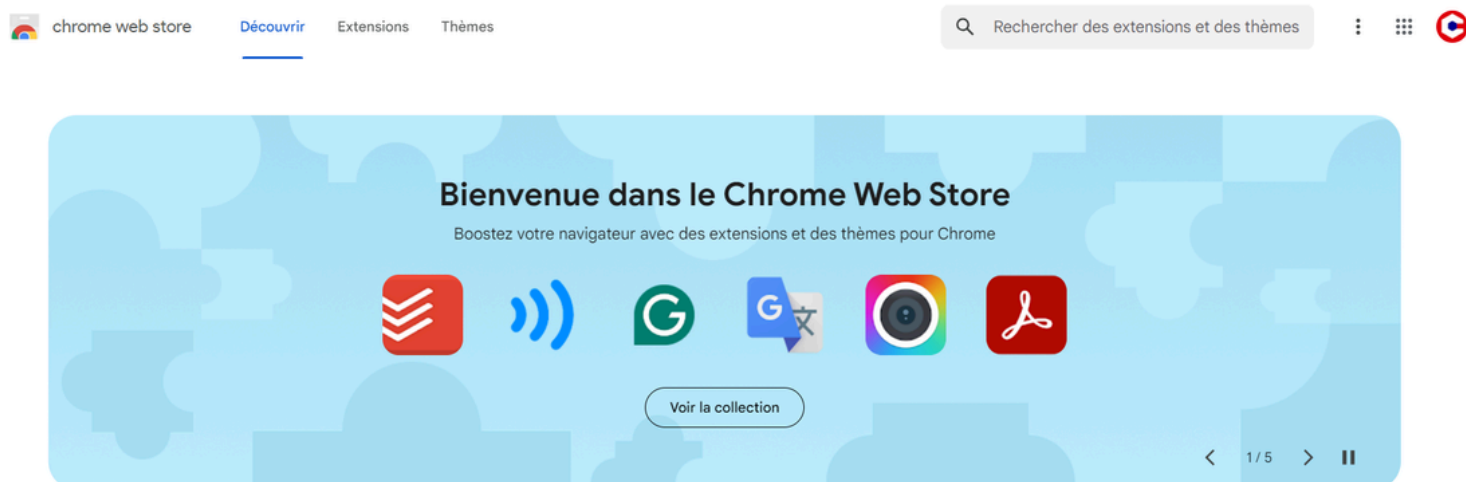 chrome web store
Découvrir
Extensions
Thèmes
Rechercher des extensions et des thèmes
Bienvenue dans le Chrome Web Store
Boostez votre navigateur avec des extensions et des thèmes pour Chrome
G
G 文
Voir la collection
1 / 5